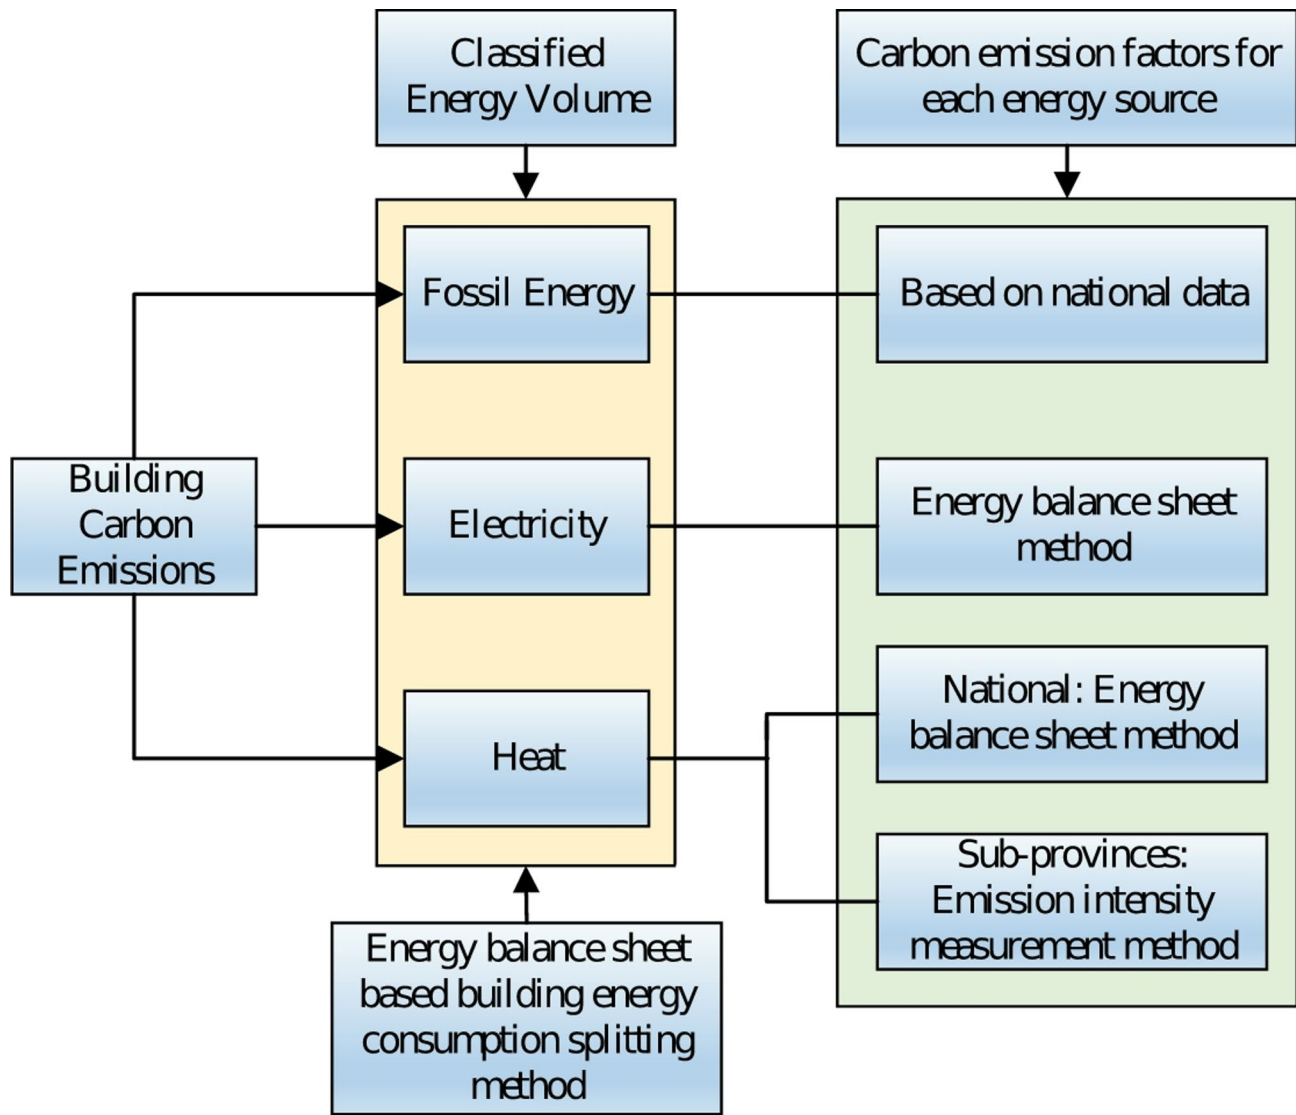 Classified
Energy Volume
Carbon emission factors for
each energy source
Fossil Energy
Based on national data
Building
Carbon
Emissions
Electricity
Energy balance sheet
method
Heat
National: Energy
balance sheet method
Sub-provinces:
Emission intensity
measurement method
Energy balance sheet
based building energy
consumption splitting
method